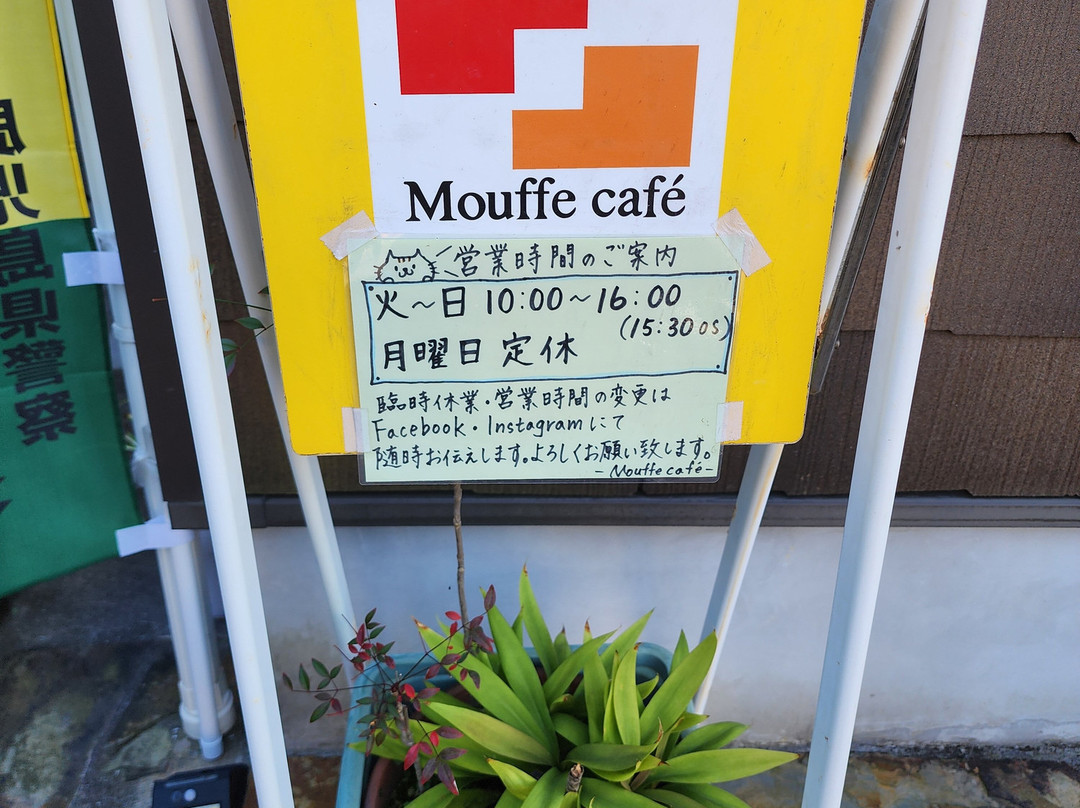 Mouffe café
営業時間のご案内
火〜日 10:00〜16:00
(15:30 OS)
月曜日 定休
臨時休業・営業時間の変更は
Facebook・Instagramにて
随時お伝えします。よろしくお願い致します。
-Mouffe café-
児島県警察